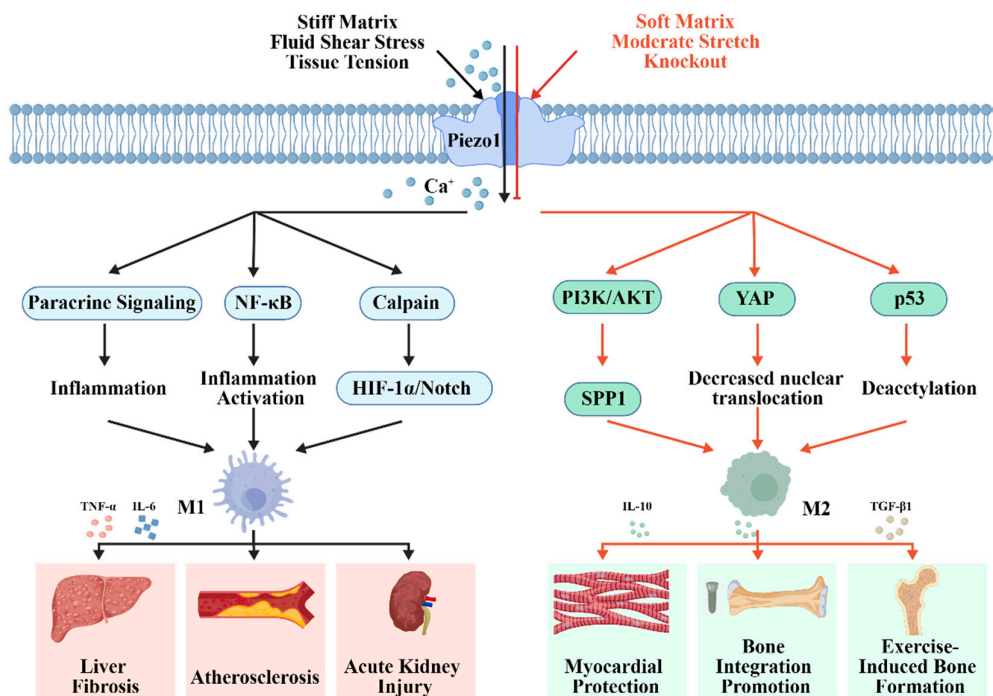 Stiff Matrix
Fluid Shear Stress
Tissue Tension
Soft Matrix
Moderate Stretch
Knockout
Piezo1
Ca⁺
Paracrine Signaling
NF-κB
Calpain
PI3K/AKT
YAP
p53
Inflammation
Inflammation
Activation
HIF-1α/Notch
SPP1
Decreased nuclear
translocation
Deacetylation
TNF-α
IL-6
M1
IL-10
M2
TGF-β1
Liver
Fibrosis
Atherosclerosis
Acute Kidney
Injury
Myocardial
Protection
Bone
Integration
Promotion
Exercise-
Induced Bone
Formation